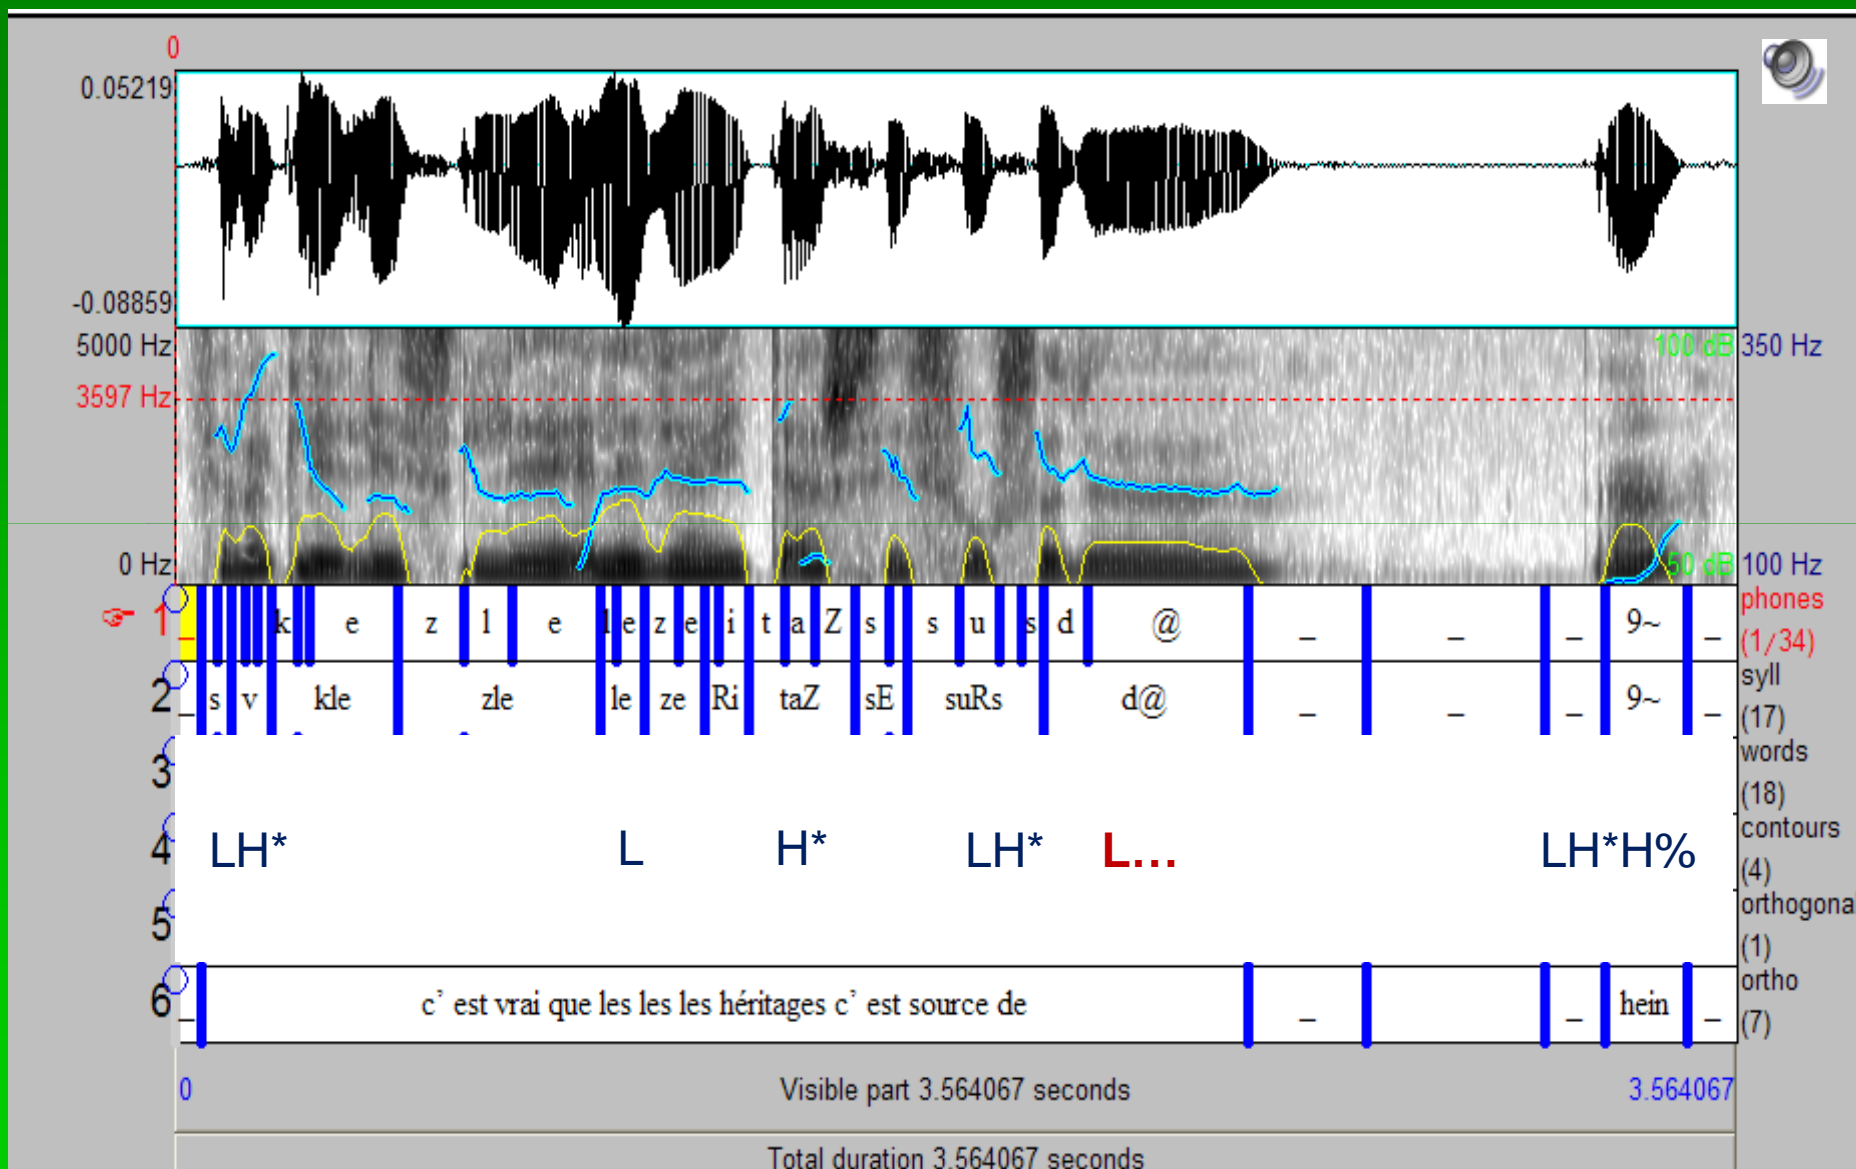 0
0.05219
-0.08859
5000 Hz 100 dB 350 Hz
3597 Hz
0 Hz 50 dB 100 Hz
1 _ k e z l e l e z e i t a Z s s u s d @ _ _ _ 9~ _ phones (1/34)
2 _ s v kle zle le ze Ri taZ sE suRs d@ _ _ _ 9~ _ syll (17)
3 words (18)
4 LH* L H* LH* L... LH*H% contours (4)
5 orthogonal (1)
6 _ c' est vrai que les les les héritages c' est source de _ _ hein _ ortho (7)
0 Visible part 3.564067 seconds 3.564067
Total duration 3.564067 seconds